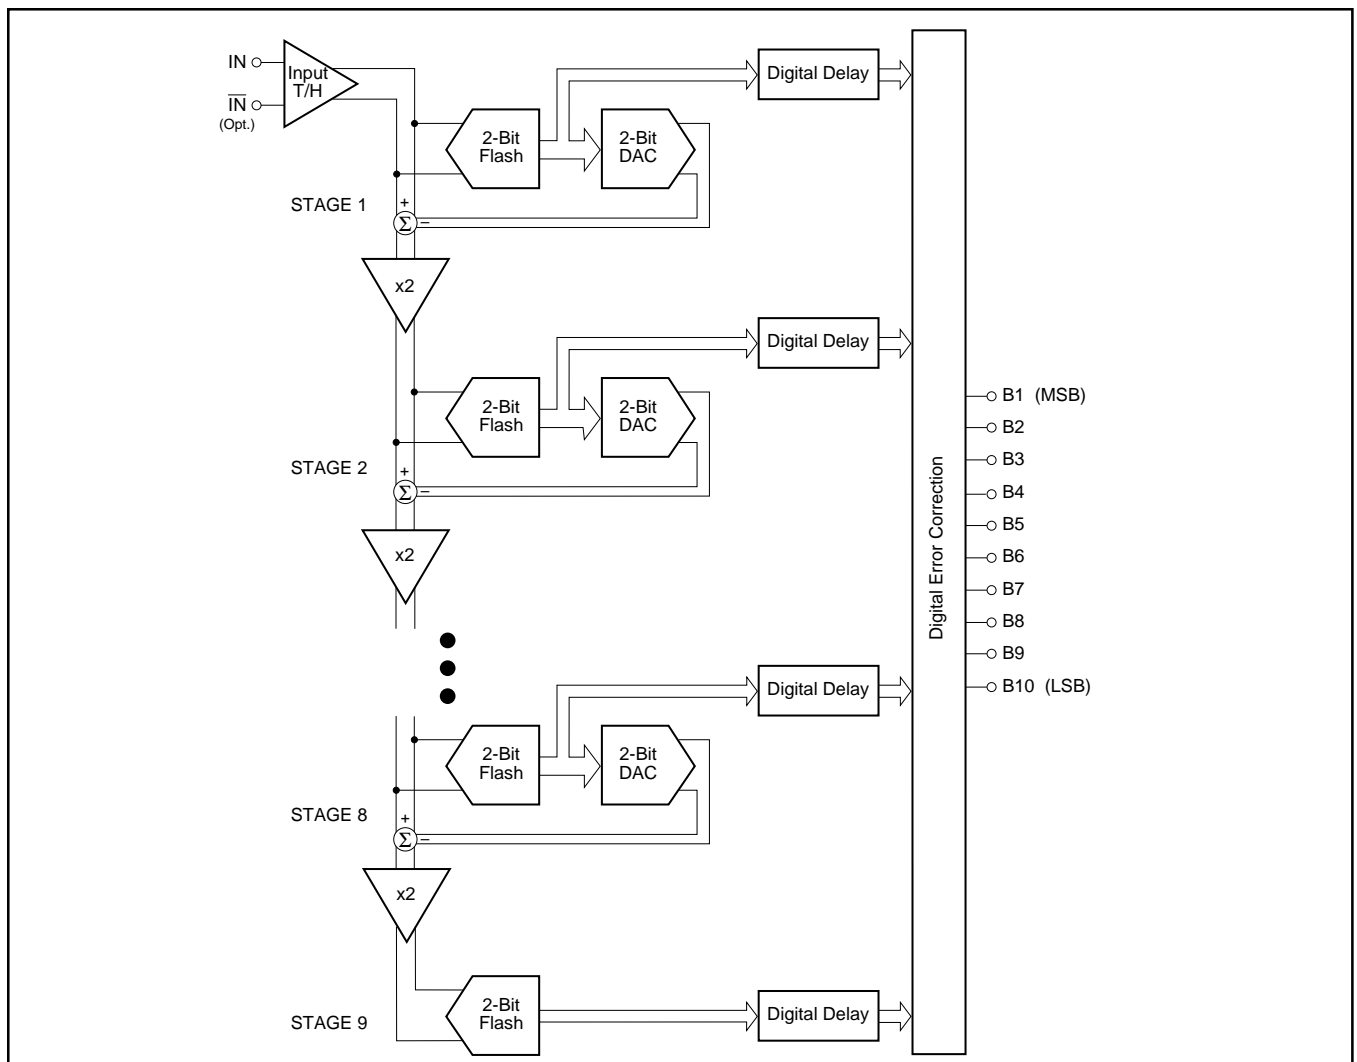 IN
Input
T/H
IN
(Opt.)
Digital Delay
2-Bit
Flash
2-Bit
DAC
STAGE 1
+
Σ
–
x2
Digital Delay
2-Bit
Flash
2-Bit
DAC
STAGE 2
+
Σ
–
x2
Digital Error Correction
B1 (MSB)
B2
B3
B4
B5
B6
B7
B8
B9
B10 (LSB)
Digital Delay
2-Bit
Flash
2-Bit
DAC
STAGE 8
+
Σ
–
x2
2-Bit
Flash
Digital Delay
STAGE 9